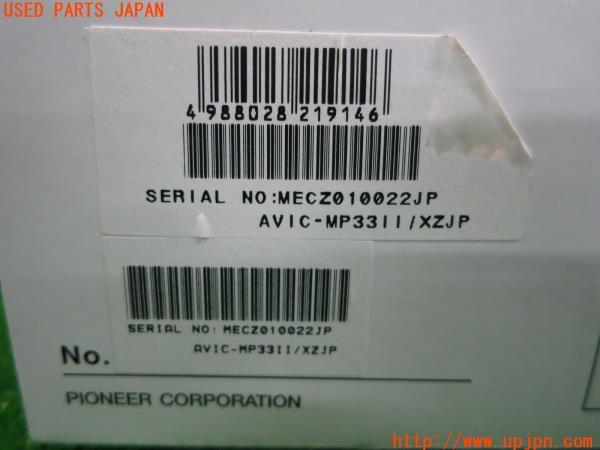 USED PARTS JAPAN
4 988028 219146
SERIAL NO:MECZ010022JP
AVIC-MP33II/XZJP
SERIAL NO: MECZ010022JP
AVIC-MP33II/XZJP
No.
PIONEER CORPORATION
http://www.upjpn.com